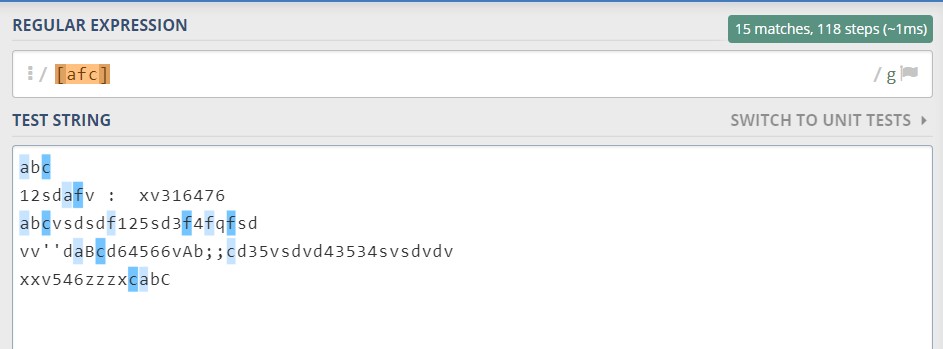 REGULAR EXPRESSION
15 matches, 118 steps (~1ms)
/ [afc] / g
TEST STRING
SWITCH TO UNIT TESTS
abc
12sdafv :  xv316476
abcvsdsdf125sd3f4fqfsd
vv''daBcd64566vAb;;cd35vsdvd43534svsdvdv
xxv546zzzxcabC